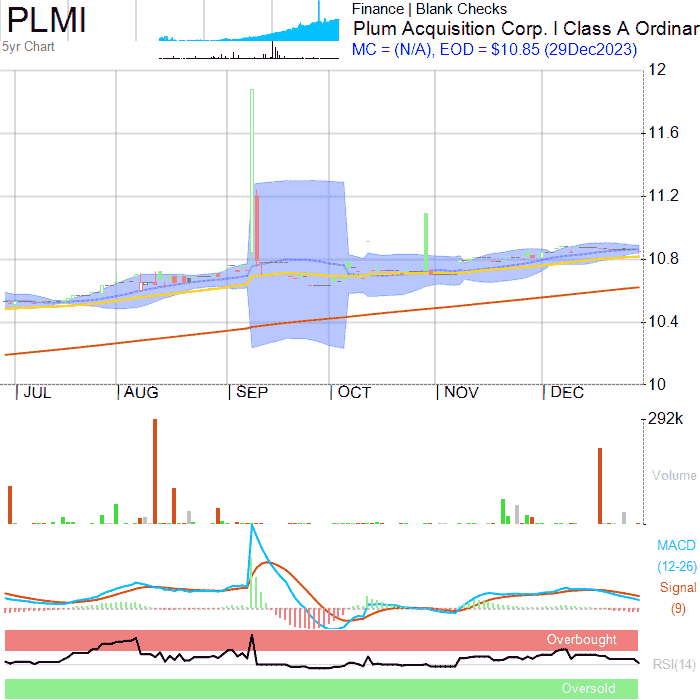 PLMI
5yr Chart
Finance | Blank Checks
Plum Acquisition Corp. I Class A Ordinar
MC = (N/A), EOD = $10.85 (29Dec2023)
12
11.6
11.2
10.8
10.4
10
JUL AUG SEP OCT NOV DEC
292k
Volume
MACD
(12-26)
Signal
(9)
Overbought
RSI(14)
Oversold